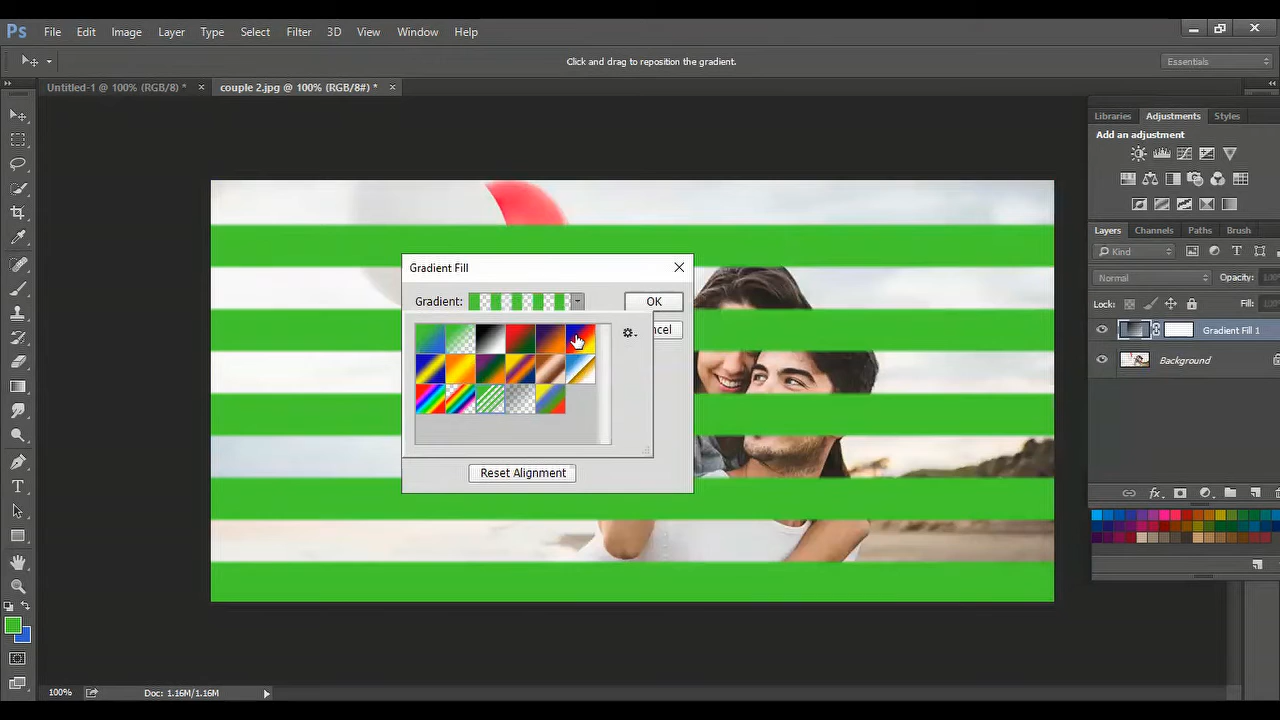 Ps File Edit Image Layer Type Select Filter 3D View Window Help
Click and drag to reposition the gradient. Essentials
Untitled-1 @ 100% (RGB/8) * × couple 2.jpg @ 100% (RGB/8#) * ×
Libraries Adjustments Styles
Add an adjustment
Layers Channels Paths Brush
Kind
Normal Opacity: 100%
Lock: Fill: 100%
Gradient Fill 1
Background
Gradient Fill
Gradient: OK
ncel
Reset Alignment
100% Doc: 1.16M/1.16M